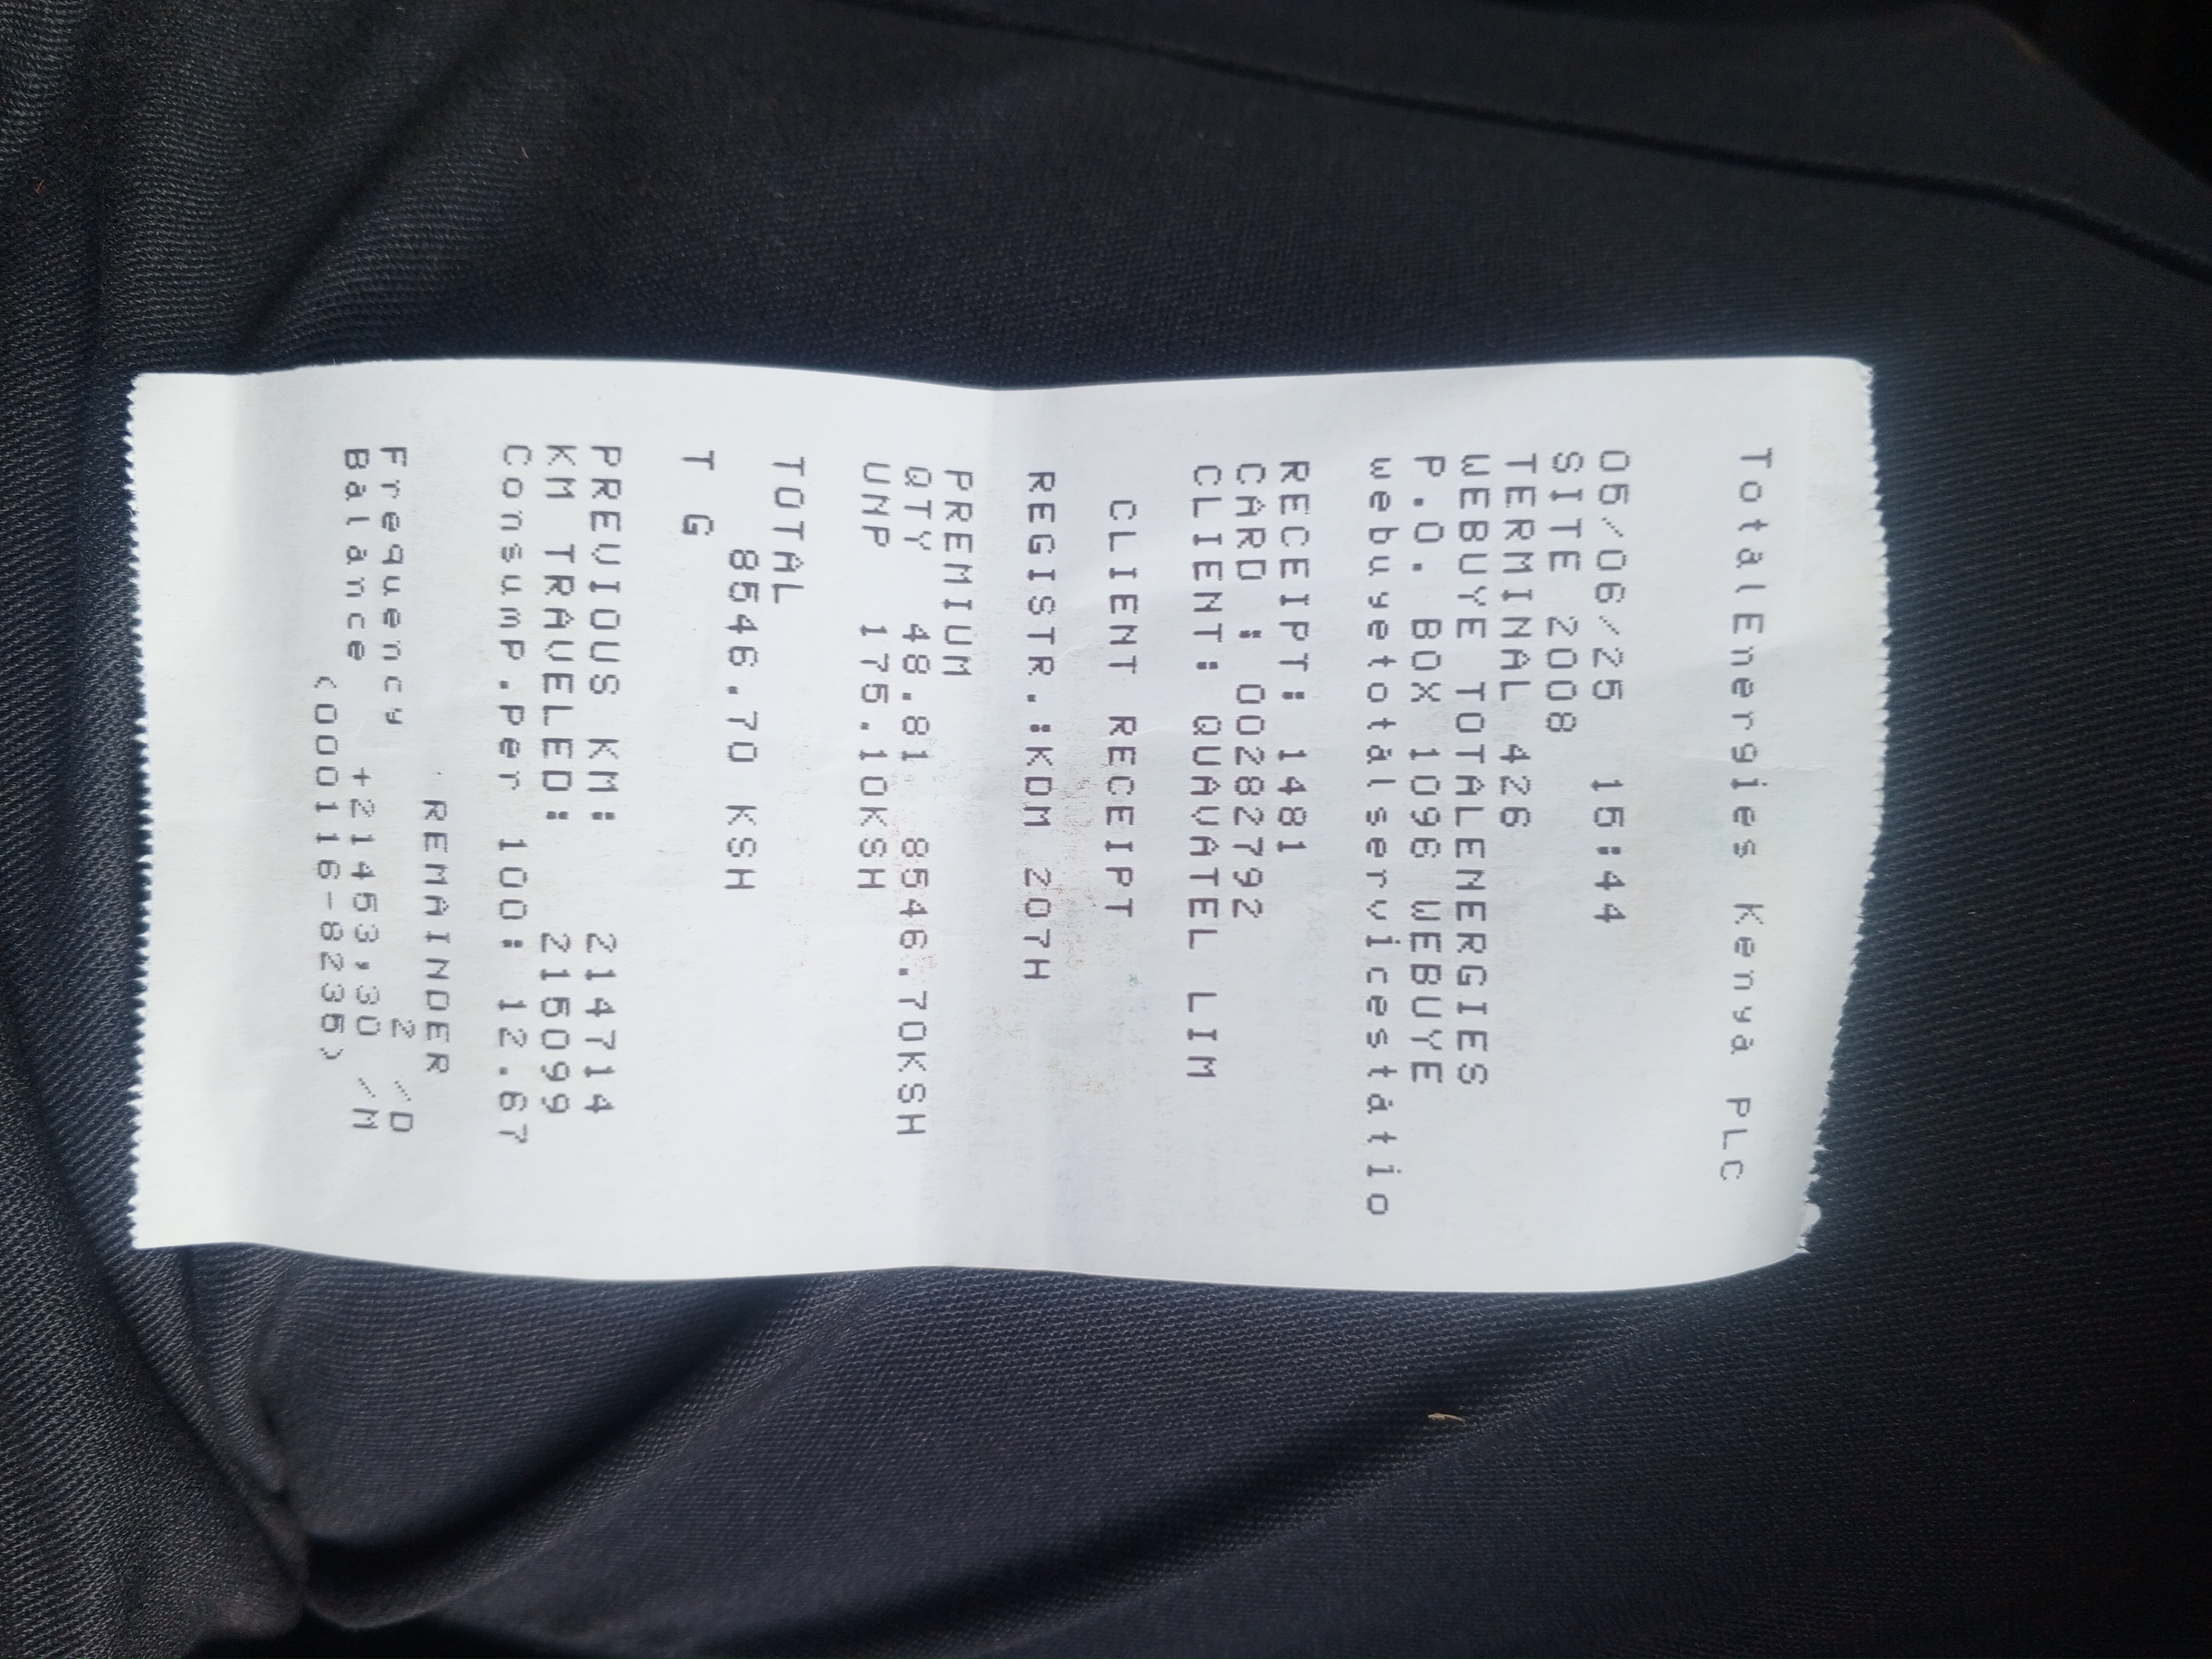 TotalEnergies Kenya PLC
05/06/25 15:44
SITE 2008
TERMINAL 426
WEBUYE TOTALENERGIES
P.O. BOX 1096 WEBUYE
webuyetotalservicestatio
RECEIPT: 1481
CARD : 002827792
CLIENT: QUAVATEL LIM
CLIENT RECEIPT
REGISTR.:KDM 207H
PREMIUM
QTY 48.81 8546.70KSH
UNP 175.10KSH
TOTAL
8546.70 KSH
T G
PREVIOUS KM: 214714
KM TRAVELED: 215099
Consump.Per 100: 12.67
REMAINDER
Frequency 2 /D
Balance +21453,30 /M
(000116-8235)